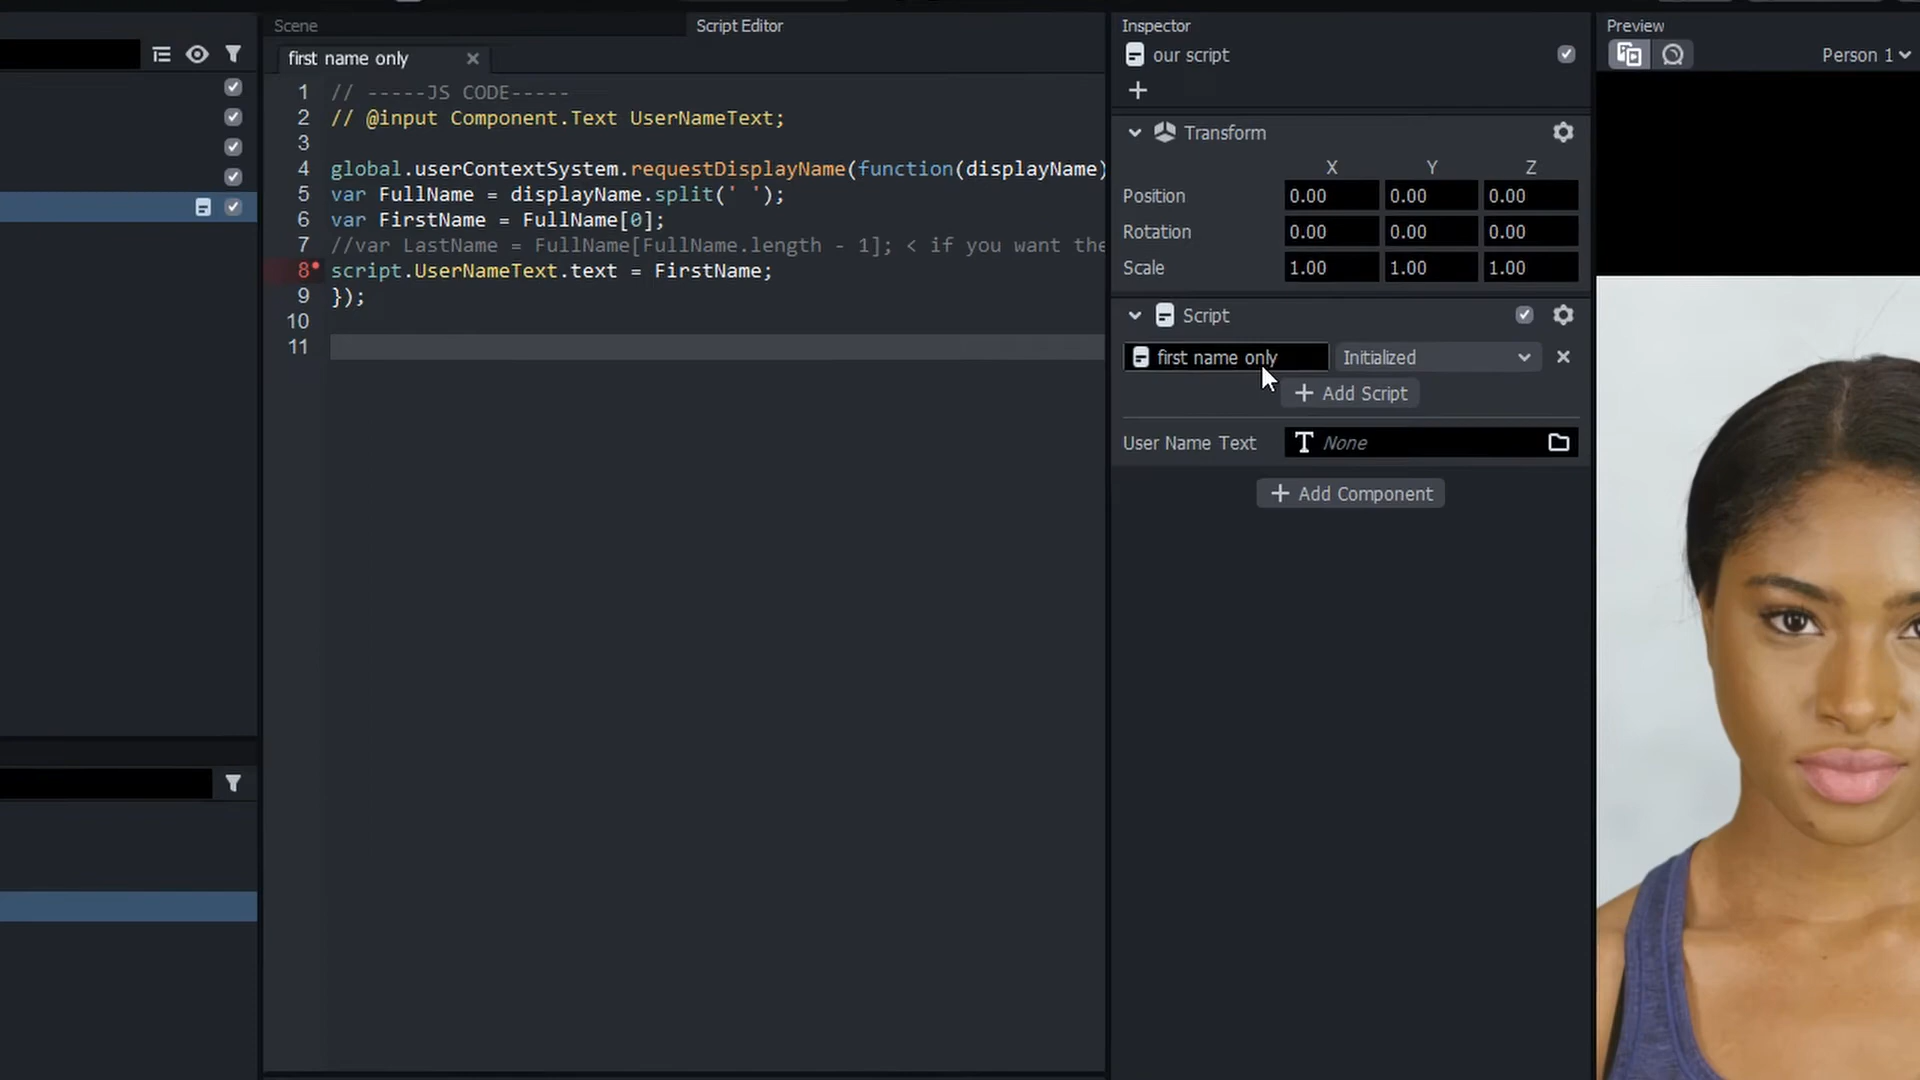 Scene
Script Editor
first name only
1 // -----JS CODE-----
2 // @input Component.Text UserNameText;
3
4 global.userContextSystem.requestDisplayName(function(displayName)
5 var FullName = displayName.split(' ');
6 var FirstName = FullName[0];
7 //var LastName = FullName[FullName.length - 1]; < if you want the
8 script.UserNameText.text = FirstName;
9 });
10
11
Inspector
our script
Transform
X Y Z
Position 0.00 0.00 0.00
Rotation 0.00 0.00 0.00
Scale 1.00 1.00 1.00
Script
first name only Initialized
+ Add Script
User Name Text T None
+ Add Component
Preview
Person 1